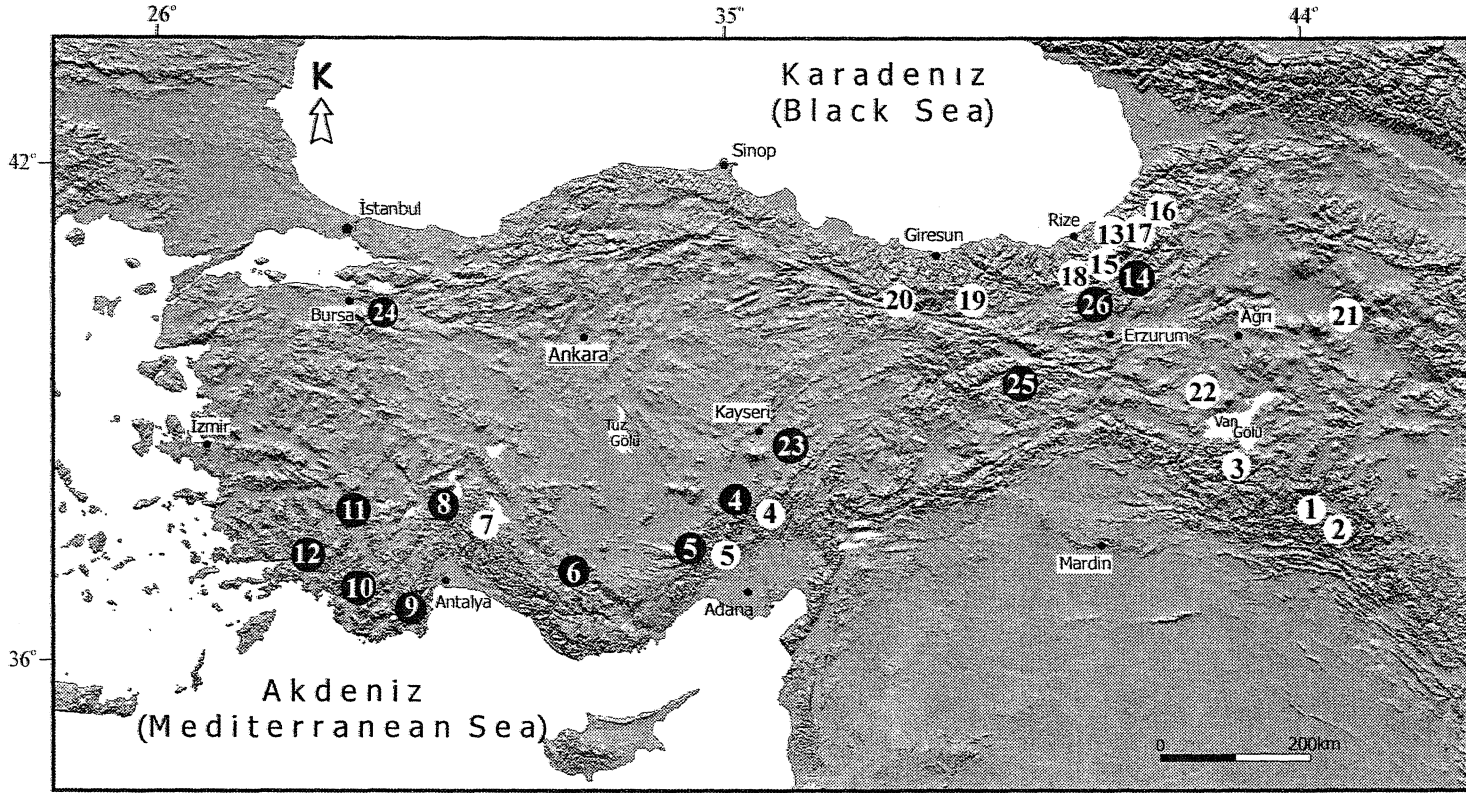 26° 35° 44°
K
Karadenız
(Black Sea)
42°
Sinop
İstanbul
Rize
16
13 17
Giresun
15
18 14
20 19 26
Bursa 24
Ağrı 21
Ankara
Erzurum
25
22
Kayseri
Tuz
Gölü
Van
Gölü
İzmir
23
3
11 8 4 4
7
1
2
12
5 5
Mardin
6
10
Antalya
9
Adana
36°
Akdeniz
(Mediterranean Sea)
0 200km